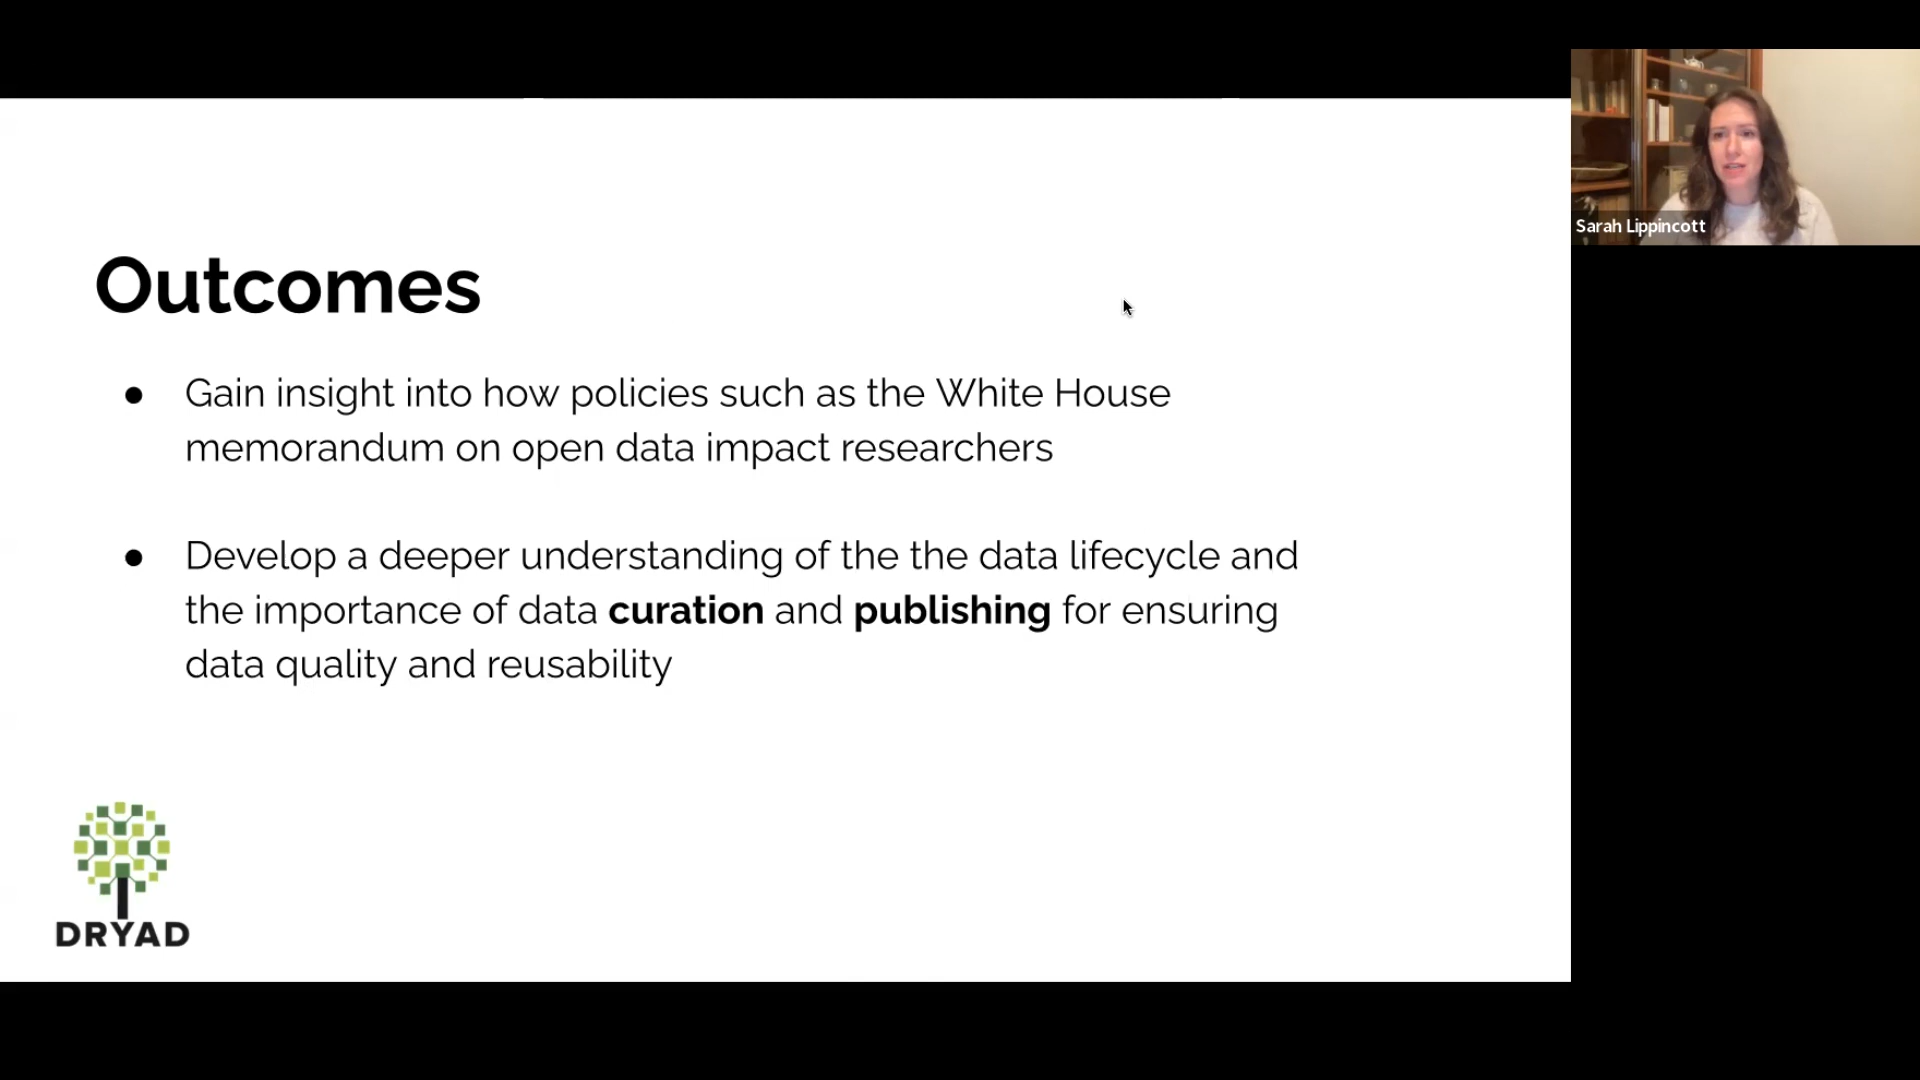 Outcomes
● Gain insight into how policies such as the White House
memorandum on open data impact researchers
● Develop a deeper understanding of the the data lifecycle and
the importance of data curation and publishing for ensuring
data quality and reusability
DRYAD
Sarah Lippincott